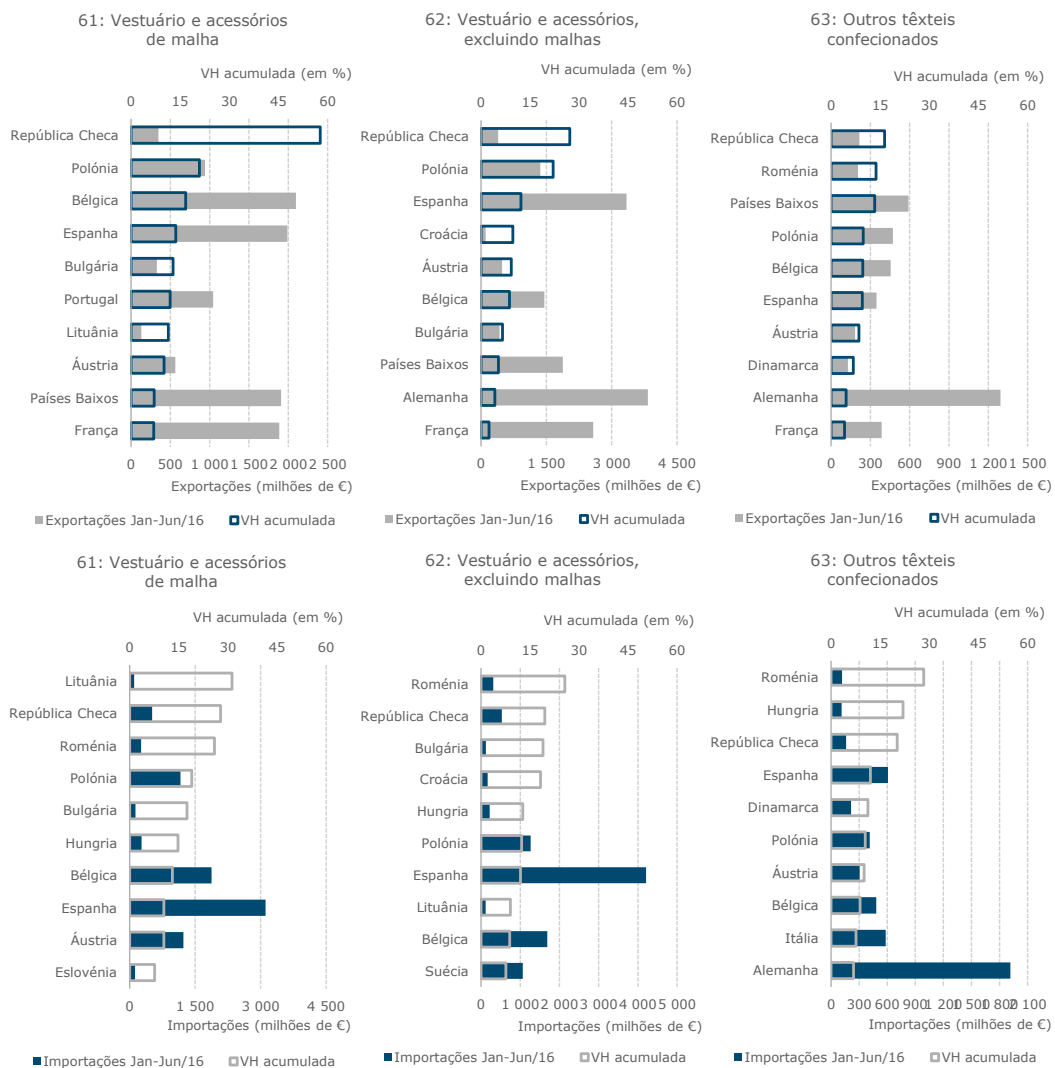 61: Vestuário e acessórios
de malha
VH acumulada (em %)
0 15 30 45 60
República Checa
Polónia
Bélgica
Espanha
Bulgária
Portugal
Lituânia
Áustria
Países Baixos
França
0 500 1 000 1 500 2 000 2 500
Exportações (milhões de €)
Exportações Jan-Jun/16 VH acumulada
62: Vestuário e acessórios,
excluindo malhas
VH acumulada (em %)
0 15 30 45 60
República Checa
Polónia
Espanha
Croácia
Áustria
Bélgica
Bulgária
Países Baixos
Alemanha
França
0 1 500 3 000 4 500
Exportações (milhões de €)
Exportações Jan-Jun/16 VH acumulada
63: Outros têxteis
confecionados
VH acumulada (em %)
0 15 30 45 60
República Checa
Roménia
Países Baixos
Polónia
Bélgica
Espanha
Áustria
Dinamarca
Alemanha
França
0 300 600 900 1 200 1 500
Exportações (milhões de €)
Exportações Jan-Jun/16 VH acumulada
61: Vestuário e acessórios
de malha
VH acumulada (em %)
0 15 30 45 60
Lituânia
República Checa
Roménia
Polónia
Bulgária
Hungria
Bélgica
Espanha
Áustria
Eslovénia
0 1 500 3 000 4 500
Importações (milhões de €)
Importações Jan-Jun/16 VH acumulada
62: Vestuário e acessórios,
excluindo malhas
VH acumulada (em %)
0 15 30 45 60
Roménia
República Checa
Bulgária
Croácia
Hungria
Polónia
Espanha
Lituânia
Bélgica
Suécia
0 1 000 2 000 3 000 4 000 5 000
Importações (milhões de €)
Importações Jan-Jun/16 VH acumulada
63: Outros têxteis
confecionados
VH acumulada (em %)
0 15 30 45 60
Roménia
Hungria
República Checa
Espanha
Dinamarca
Polónia
Áustria
Bélgica
Itália
Alemanha
0 300 600 900 1 200 1 500 1 800 2 100
Importações (milhões de €)
Importações Jan-Jun/16 VH acumulada